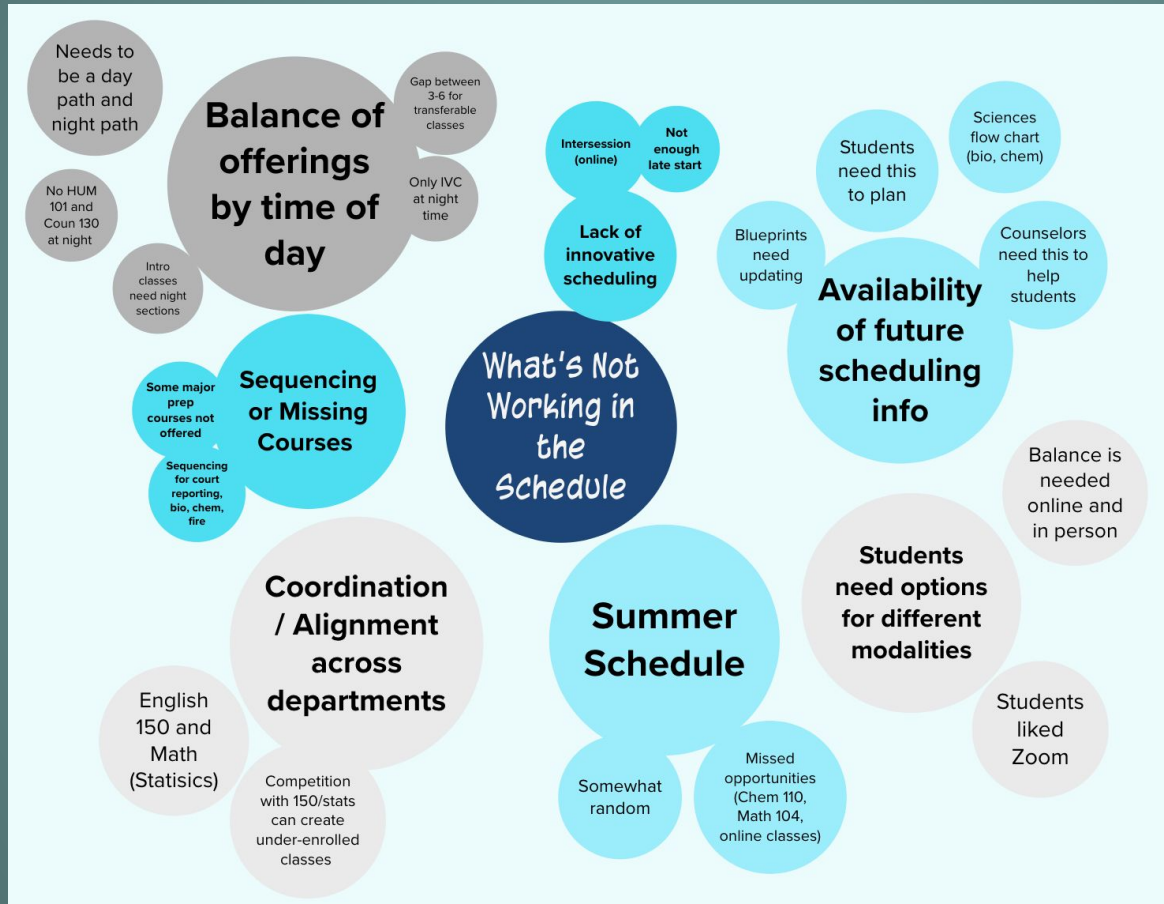 Needs to
be a day
path and
night path
Balance of
offerings
by time of
day
Gap between
3-6 for
transferable
classes
Only IVC
at night
time
No HUM
101 and
Coun 130
at night
Intro
classes
need night
sections
Intersession
(online)
Not
enough
late start
Lack of
innovative
scheduling
Students
need this
to plan
Sciences
flow chart
(bio, chem)
Blueprints
need
updating
Counselors
need this to
help
students
Availability
of future
scheduling
info
What's Not
Working in
the
Schedule
Sequencing
or Missing
Courses
Some major
prep
courses not
offered
Sequencing
for court
reporting,
bio, chem,
fire
Balance is
needed
online and
in person
Students
need options
for different
modalities
Students
liked
Zoom
Coordination
/ Alignment
across
departments
English
150 and
Math
(Statisics)
Competition
with 150/stats
can create
under-enrolled
classes
Summer
Schedule
Somewhat
random
Missed
opportunities
(Chem 110,
Math 104,
online classes)